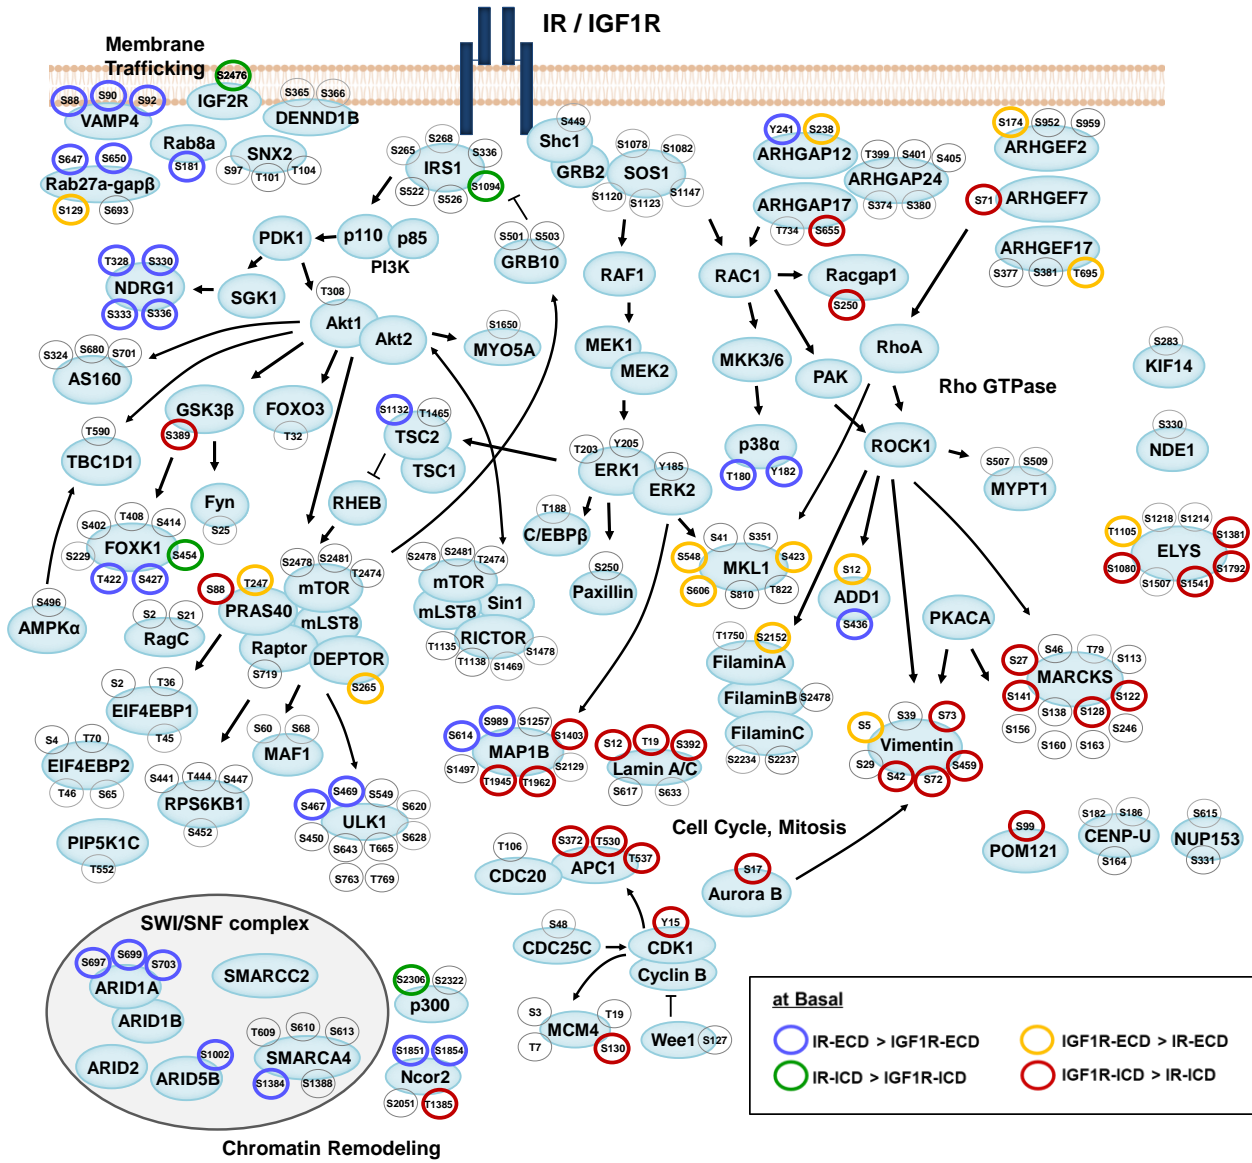 IR / IGF1R
Membrane
Trafficking
S88
S90
S92
VAMP4
S2476
IGF2R
S365
S366
DENND1B
Rab8a
S181
SNX2
S97
T101
T104
S647
S650
Rab27a-gapβ
S129
S693
S268
S265
S336
IRS1
S1094
S522
S526
S449
Shc1
GRB2
S1078
S1082
SOS1
S1120
S1123
S1147
Y241
S238
ARHGAP12
T399
S401
S405
ARHGAP24
S374
S380
ARHGAP17
T734
S655
S174
S952
S959
ARHGEF2
S71
ARHGEF7
ARHGEF17
S377
S381
T695
PDK1
p110
p85
PI3K
S501
S503
GRB10
RAF1
RAC1
Racgap1
S250
T328
S330
NDRG1
S333
S336
SGK1
T308
Akt1
Akt2
S1650
MYO5A
MEK1
MEK2
MKK3/6
PAK
RhoA
Rho GTPase
S283
KIF14
S324
S680
S701
AS160
GSK3β
S389
FOXO3
T32
S1132
T1465
TSC2
TSC1
T203
Y205
ERK1
Y185
ERK2
p38α
T180
Y182
ROCK1
S507
S509
MYPT1
S330
NDE1
T590
TBC1D1
Fyn
S25
RHEB
T188
C/EBPβ
S250
Paxillin
S402
T408
S414
S229
FOXK1
S454
T422
S427
S2478
S2481
T2474
mTOR
mLST8
S88
T247
PRAS40
Raptor
S719
DEPTOR
S265
S2478
S2481
T2474
mTOR
mLST8
Sin1
RICTOR
T1135
T1138
S1469
S1478
S41
S351
S548
S423
MKL1
S606
S810
T822
S12
ADD1
S436
T1105
S1218
S1214
S1381
ELYS
S1080
S1507
S1541
S1792
S496
AMPKα
S2
S21
RagC
T1750
S2152
FilaminA
FilaminB
S2478
FilaminC
S2234
S2237
PKACA
S27
S46
T79
S113
MARCKS
S141
S138
S128
S122
S156
S160
S163
S246
S2
T36
EIF4EBP1
T45
S4
T70
EIF4EBP2
T46
S65
S60
S68
MAF1
S441
T444
S447
RPS6KB1
S452
S467
S469
S549
S620
ULK1
S450
S643
T665
S628
S763
T769
PIP5K1C
T552
S614
S989
S1257
S1403
MAP1B
S1497
S2129
T1945
T1962
S12
T19
S392
Lamin A/C
S617
S633
S5
S39
S73
Vimentin
S29
S42
S72
S459
Cell Cycle, Mitosis
T106
CDC20
S372
T530
T537
APC1
S17
Aurora B
S99
POM121
S182
S186
CENP-U
S164
S615
NUP153
S331
S48
CDC25C
Y15
CDK1
Cyclin B
S3
T19
MCM4
T7
S130
Wee1
S127
SWI/SNF complex
S697
S699
S703
ARID1A
ARID1B
SMARCC2
ARID2
S1002
ARID5B
T609
S610
S613
SMARCA4
S1384
S1388
S2306
S2322
p300
S1851
S1854
Ncor2
S2051
T1385
Chromatin Remodeling
at Basal
IR-ECD > IGF1R-ECD
IGF1R-ECD > IR-ECD
IR-ICD > IGF1R-ICD
IGF1R-ICD > IR-ICD